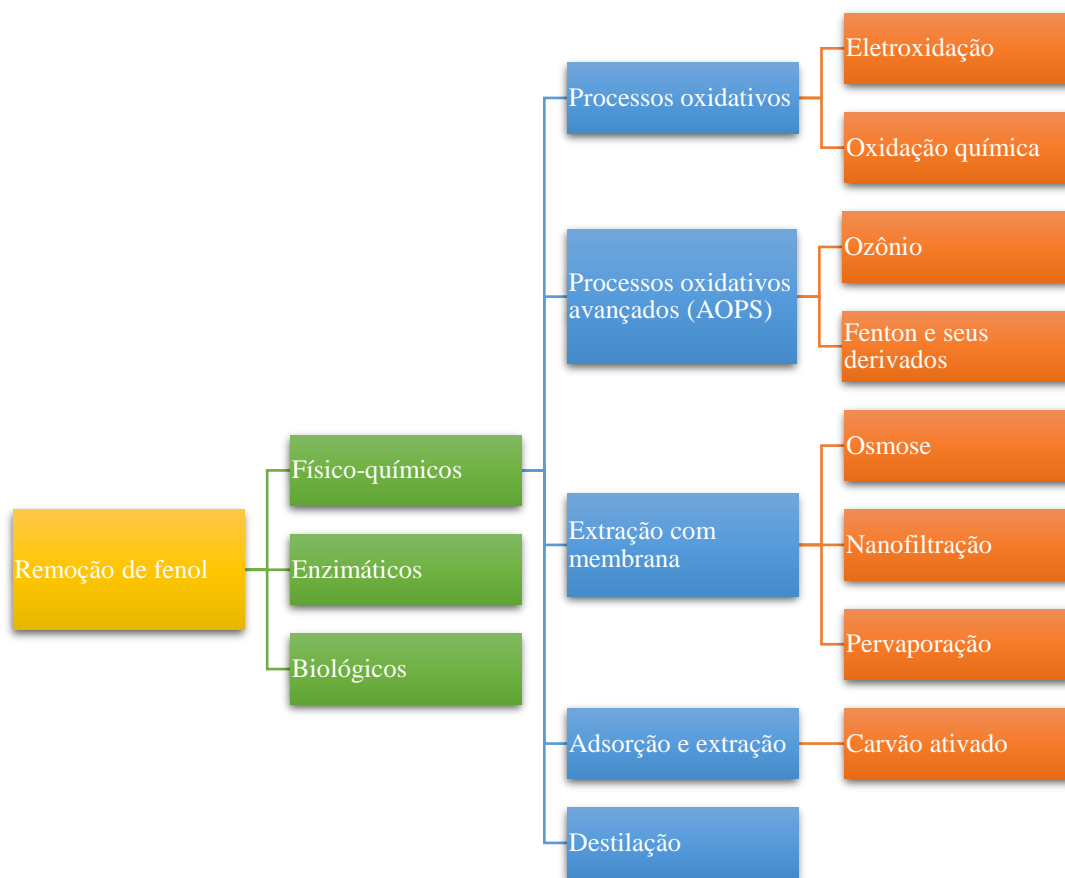 Remoção de fenol
Físico-químicos
Enzimáticos
Biológicos
Processos oxidativos
Processos oxidativos
avançados (AOPS)
Extração com
membrana
Adsorção e extração
Destilação
Eletroxidação
Oxidação química
Ozônio
Fenton e seus
derivados
Osmose
Nanofiltração
Pervaporação
Carvão ativado